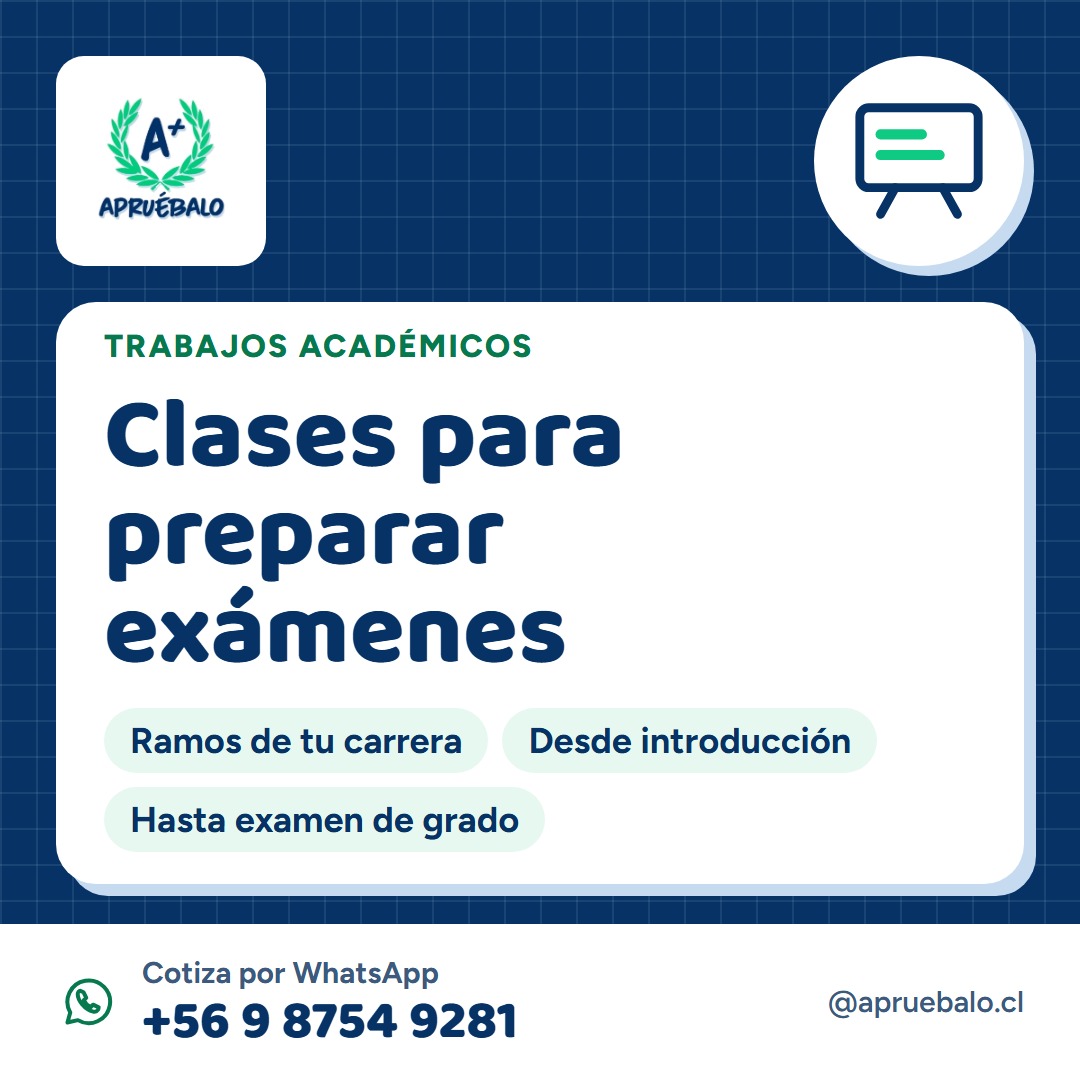 A+
APRUÉBALO
TRABAJOS ACADÉMICOS
Clases para
preparar
exámenes
Ramos de tu carrera
Desde introducción
Hasta examen de grado
Cotiza por WhatsApp
+56 9 8754 9281
@apruebalo.cl